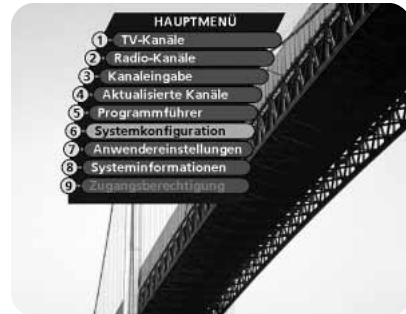 HAUPTMENÜ
1 TV-Kanäle
2 Radio-Kanäle
3 Kanaleingabe
4 Aktualisierte Kanäle
5 Programmführer
6 Systemkonfiguration
7 Anwendereinstellungen
8 Systeminformationen
9 Zugangsberechtigung